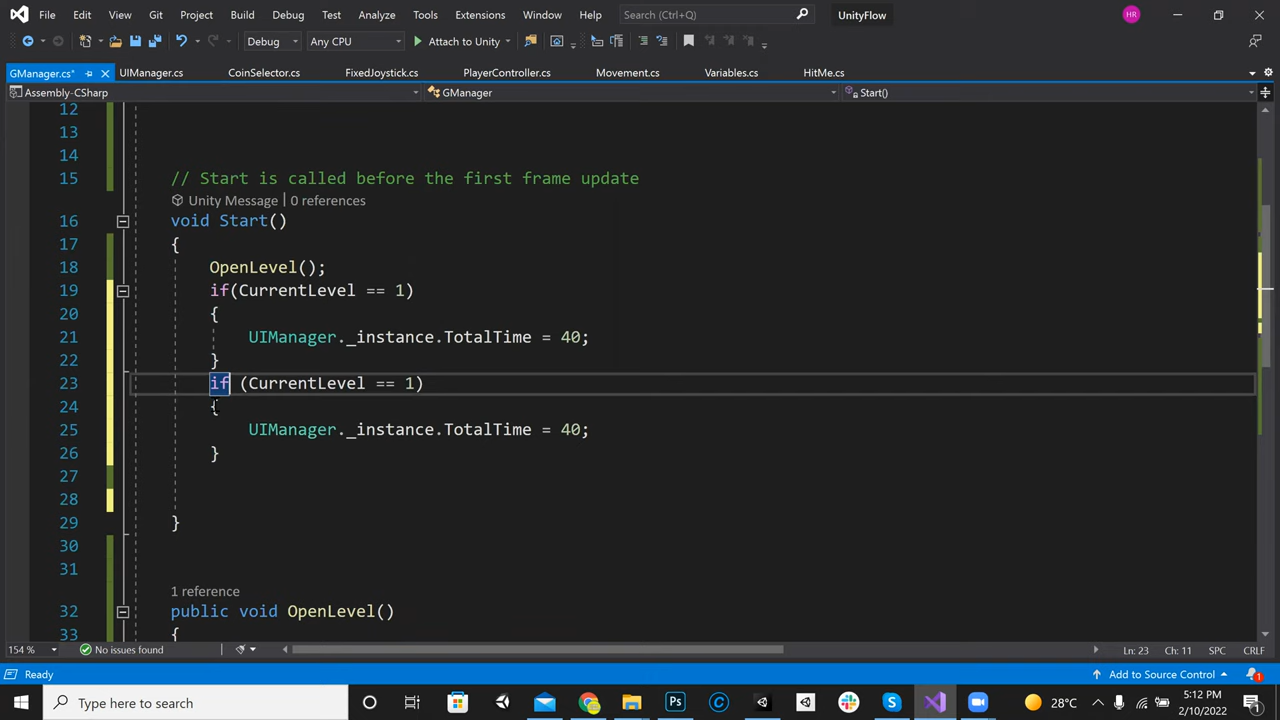 File Edit View Git Project Build Debug Test Analyze Tools Extensions Window Help Search (Ctrl+Q) UnityFlow HR
Debug Any CPU Attach to Unity
GManager.cs* UIManager.cs CoinSelector.cs FixedJoystick.cs PlayerController.cs Movement.cs Variables.cs HitMe.cs
Assembly-CSharp GManager Start()
12
13
14
15 // Start is called before the first frame update
Unity Message | 0 references
16 void Start()
17 {
18 OpenLevel();
19 if(CurrentLevel == 1)
20 {
21 UIManager._instance.TotalTime = 40;
22 }
23 if (CurrentLevel == 1)
24 {
25 UIManager._instance.TotalTime = 40;
26 }
27
28
29 }
30
31
1 reference
32 public void OpenLevel()
33 {
154 % No issues found Ln: 23 Ch: 11 SPC CRLF
Ready Add to Source Control 1
Type here to search Ps 28°C 5:12 PM
2/10/2022